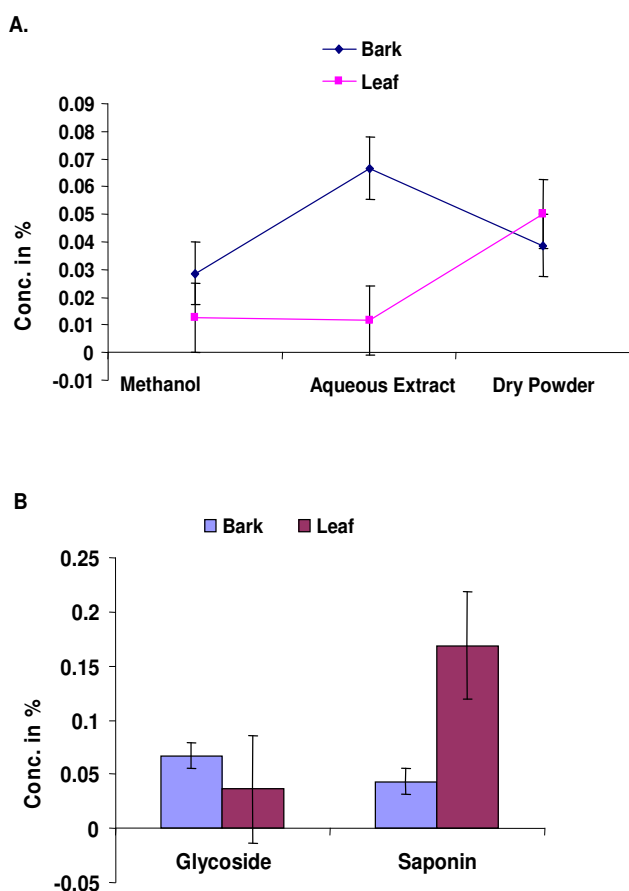 A.
Bark
Leaf
0.09
0.08
0.07
0.06
0.05
0.04
0.03
0.02
0.01
0
-0.01
Conc. in %
Methanol Aqueous Extract Dry Powder
B
Bark Leaf
0.25
0.2
0.15
0.1
0.05
0
-0.05
Conc. in %
Glycoside Saponin